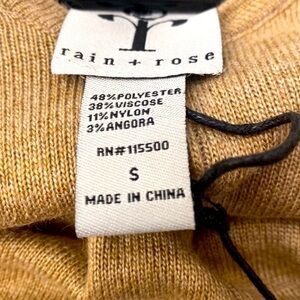 rain + rose
48%POLYESTER
38%VISCOSE
11%NYLON
3%ANGORA
RN#115500
S
MADE IN CHINA